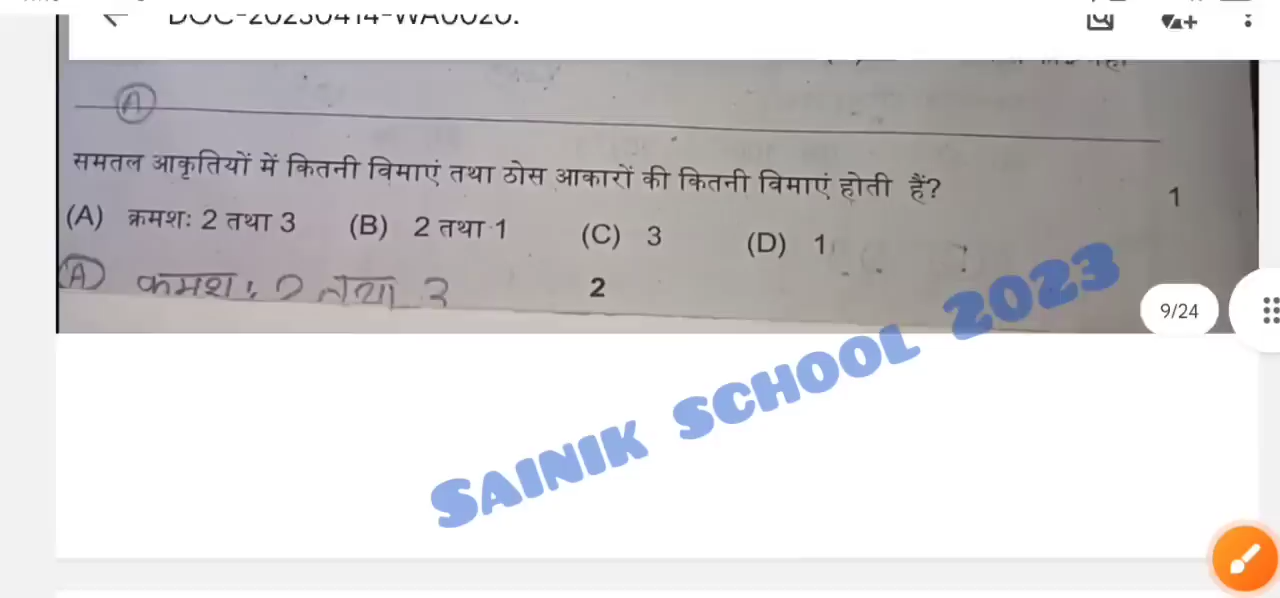 DOC-20230414-WA0020.
A
समतल आकृतियों में कितनी विमाएं तथा ठोस आकारों की कितनी विमाएं होती हैं?
1
(A) क्रमशः 2 तथा 3 (B) 2 तथा 1 (C) 3 (D) 1
(A) कमश: 2 तथा 3
2
9/24
SAINIK SCHOOL 2023